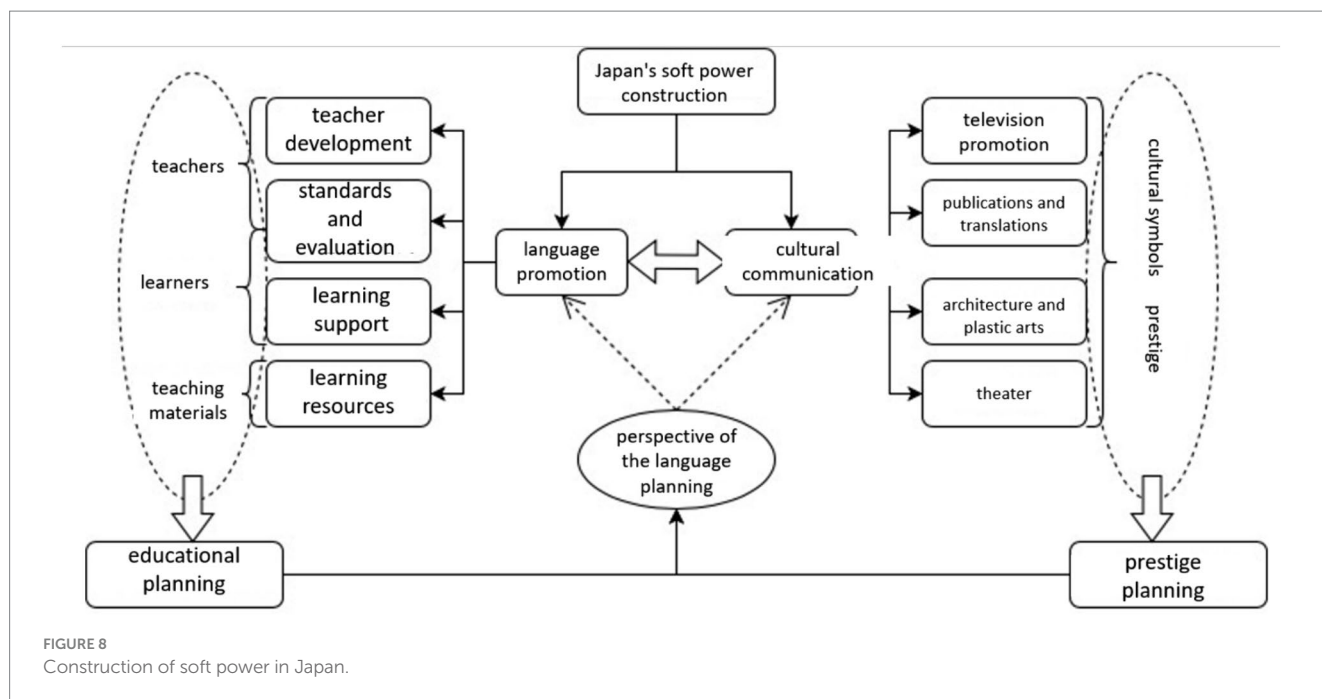 Japan's soft power
construction
teachers
learners
teaching
materials
teacher
development
standards
and
evaluation
learning
support
learning
resources
language
promotion
cultural
communication
television
promotion
publications and
translations
architecture and
plastic arts
theater
cultural symbols prestige
perspective of
the language
planning
educational
planning
prestige
planning
FIGURE 8
Construction of soft power in Japan.